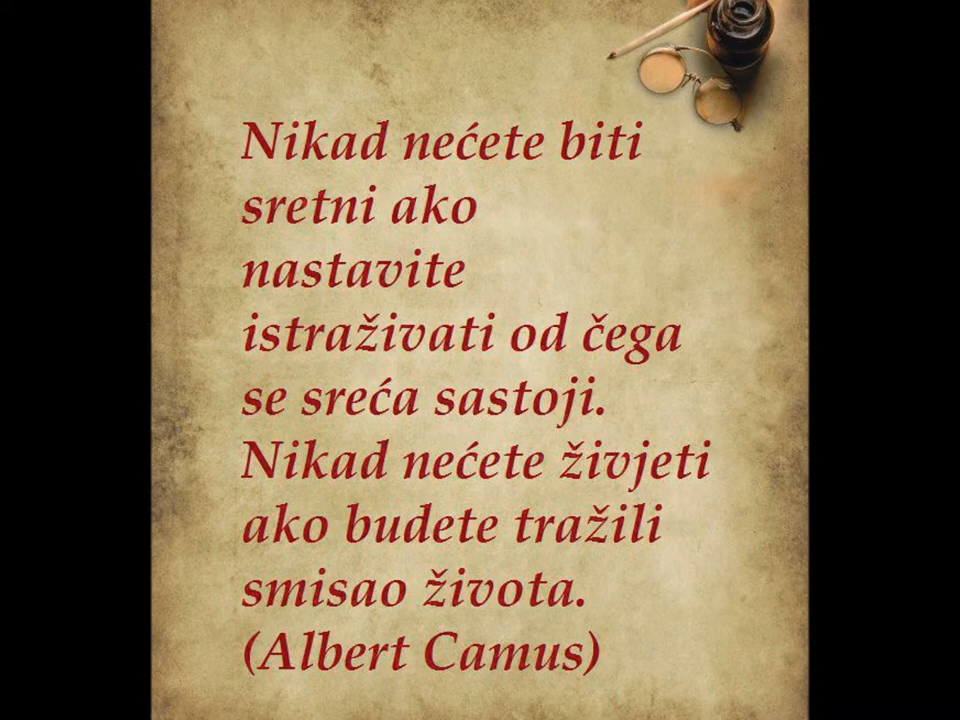 Nikad nećete biti
sretni ako
nastavite
istraživati od čega
se sreća sastoji.
Nikad nećete živjeti
ako budete tražili
smisao života.
(Albert Camus)